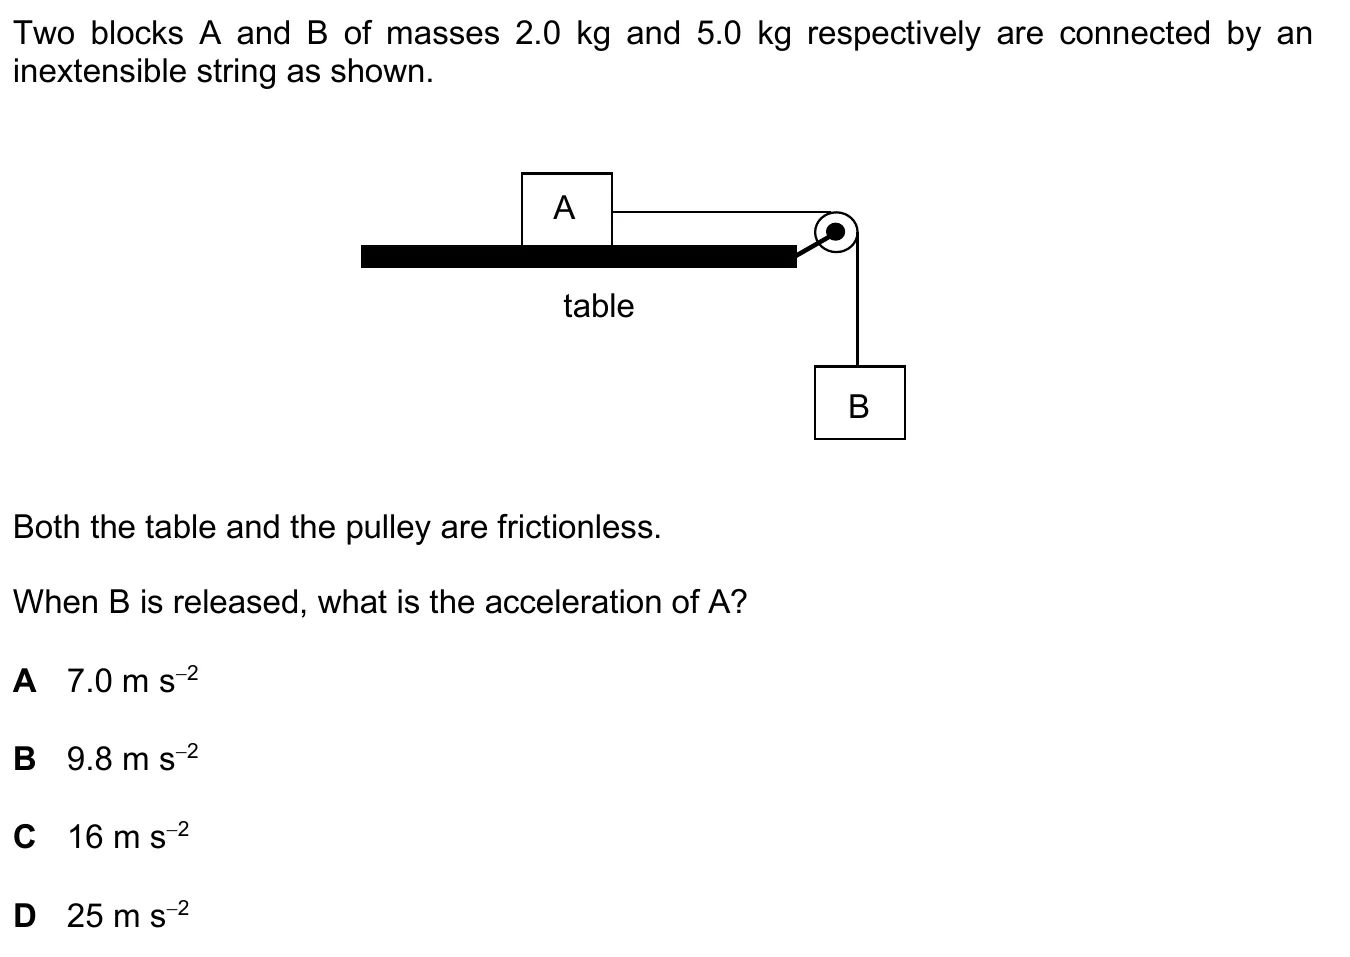 Two blocks A and B of masses 2.0 kg and 5.0 kg respectively are connected by an
inextensible string as shown.
A
table
B
Both the table and the pulley are frictionless.
When B is released, what is the acceleration of A?
A 7.0 m s⁻²
B 9.8 m s⁻²
C 16 m s⁻²
D 25 m s⁻²